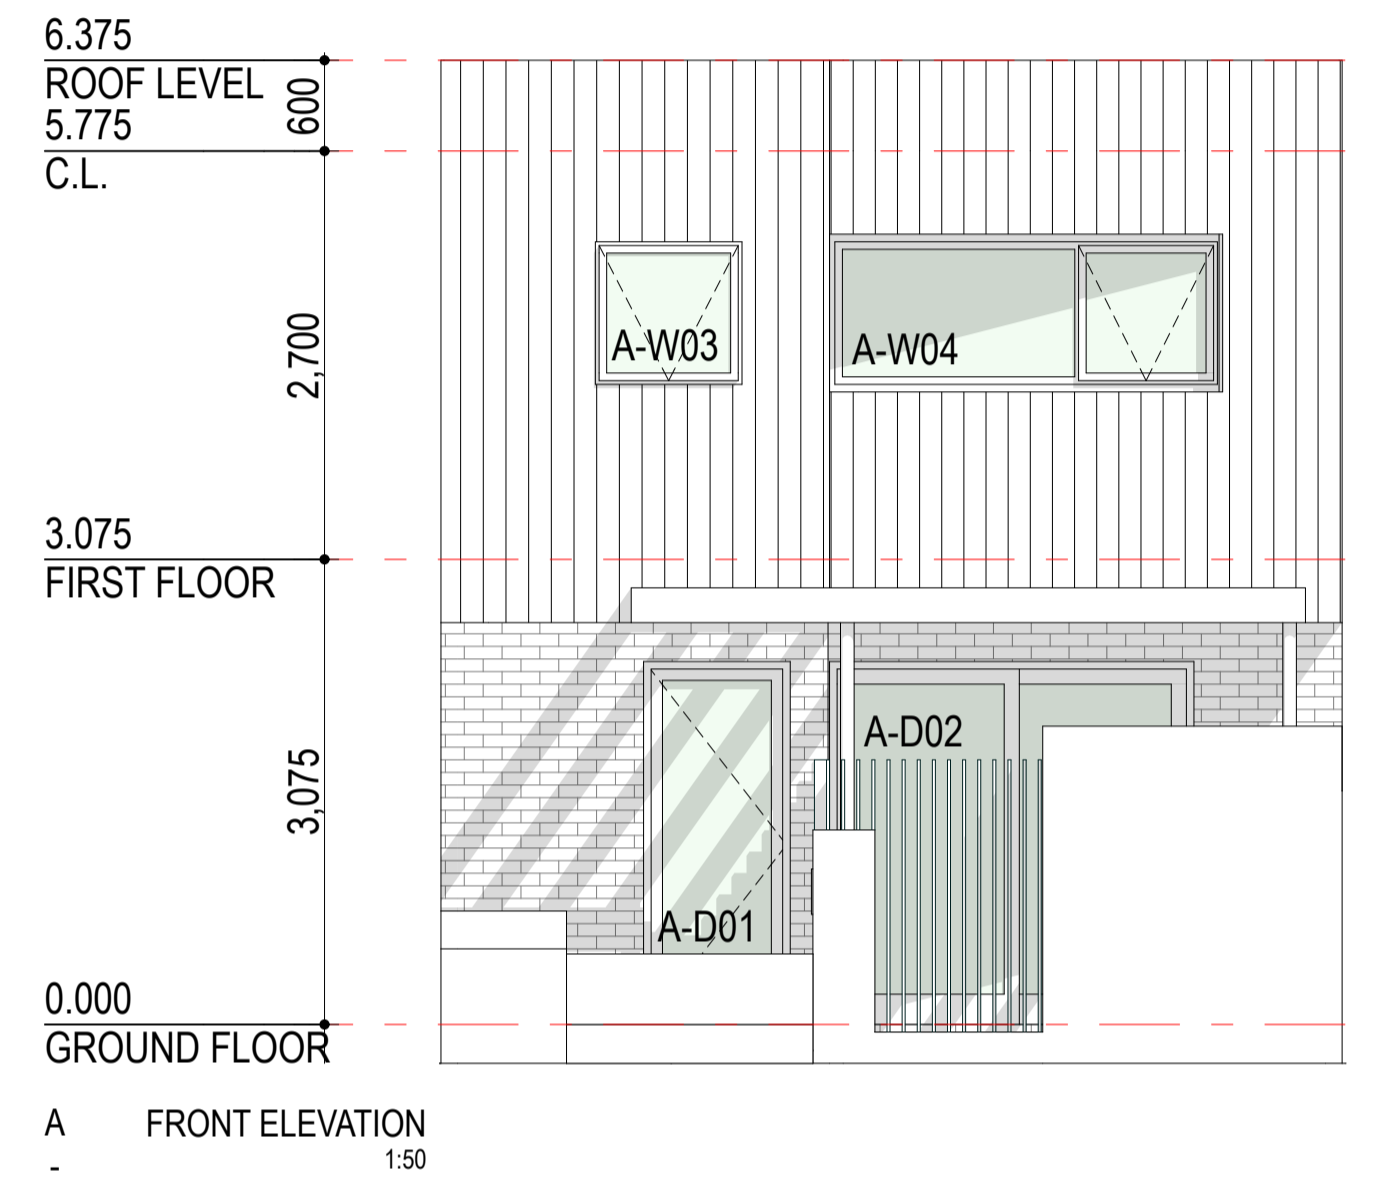 6.375
ROOF LEVEL
600
5.775
C.L.
2,700
A-W03
A-W04
3.075
FIRST FLOOR
3,075
A-D02
A-D01
0.000
GROUND FLOOR
A FRONT ELEVATION
- 1:50